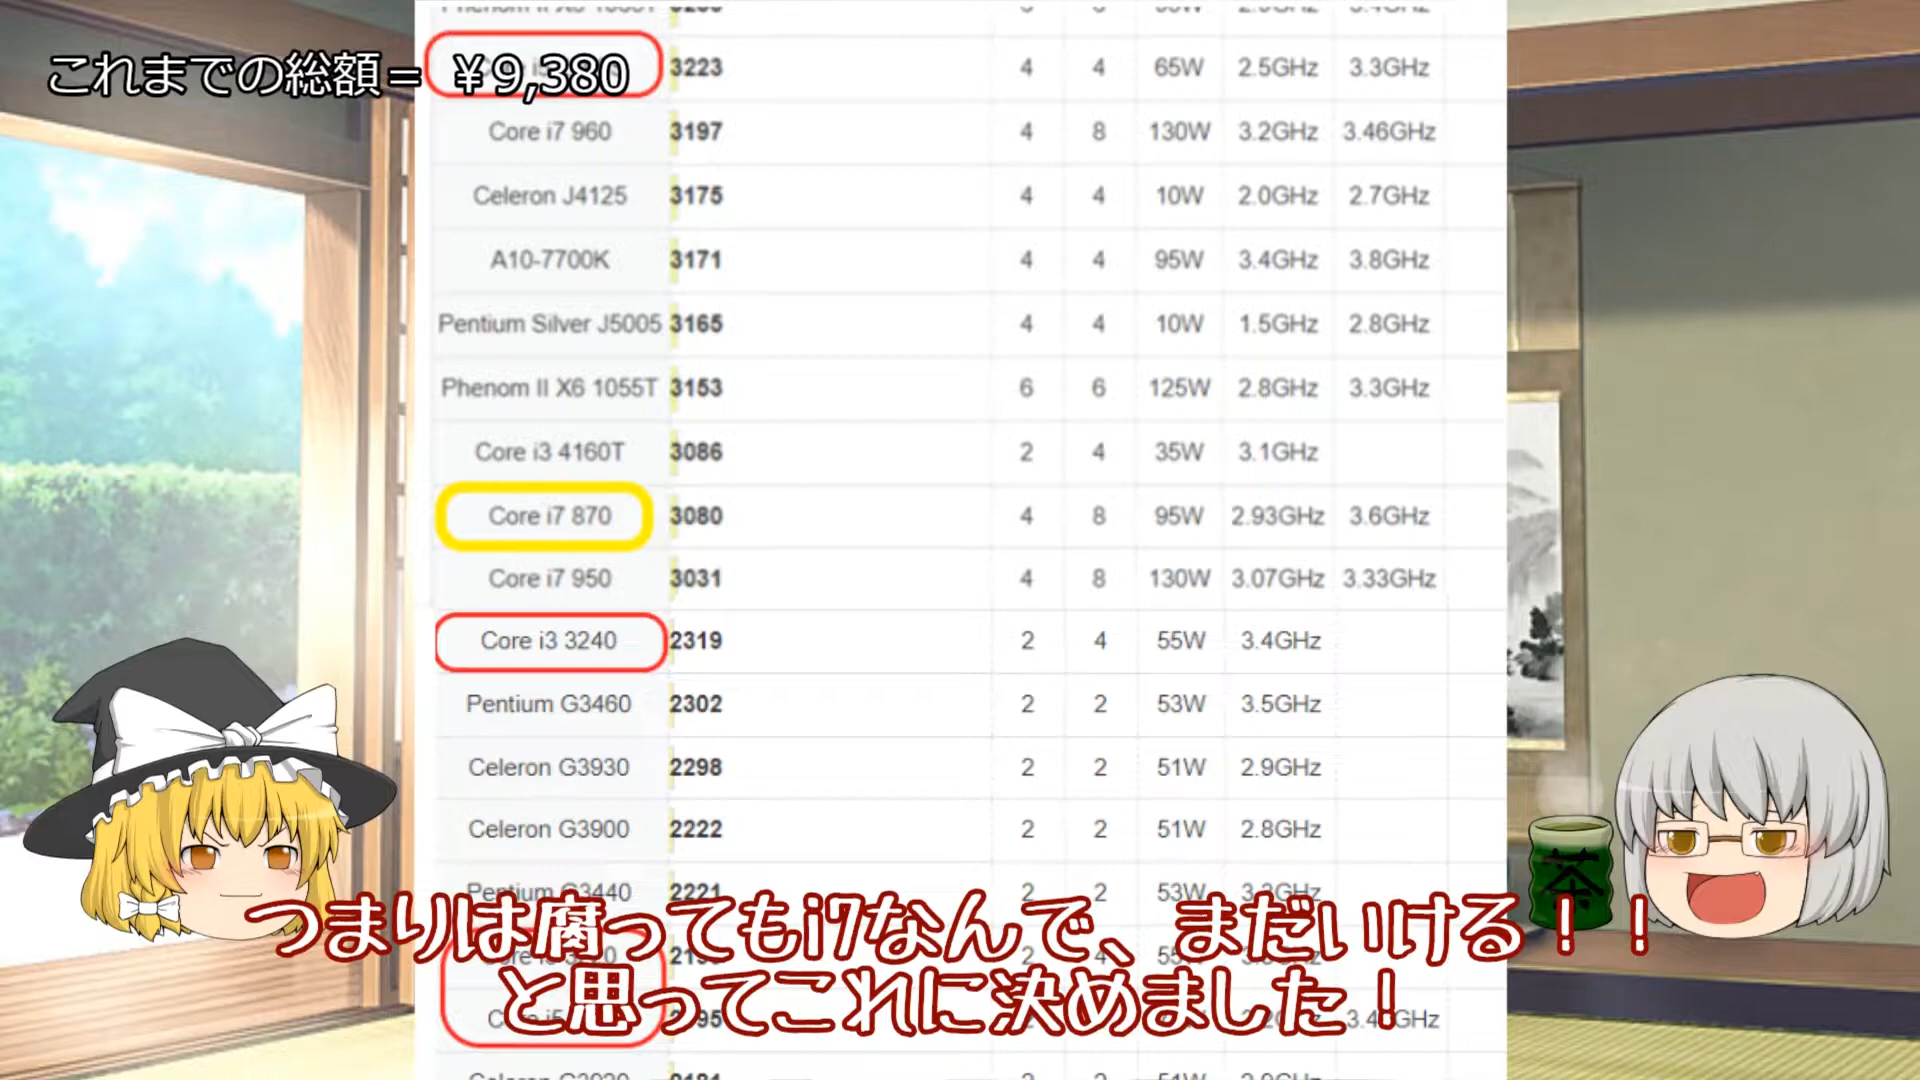 これまでの総額＝ ￥9,380
3223 4 4 65W 2.5GHz 3.3GHz
Core i7 960 3197 4 8 130W 3.2GHz 3.46GHz
Celeron J4125 3175 4 4 10W 2.0GHz 2.7GHz
A10-7700K 3171 4 4 95W 3.4GHz 3.8GHz
Pentium Silver J5005 3165 4 4 10W 1.5GHz 2.8GHz
Phenom II X6 1055T 3153 6 6 125W 2.8GHz 3.3GHz
Core i3 4160T 3086 2 4 35W 3.1GHz
Core i7 870 3080 4 8 95W 2.93GHz 3.6GHz
Core i7 950 3031 4 8 130W 3.07GHz 3.33GHz
Core i3 3240 2319 2 4 55W 3.4GHz
Pentium G3460 2302 2 2 53W 3.5GHz
Celeron G3930 2298 2 2 51W 2.9GHz
Celeron G3900 2222 2 2 51W 2.8GHz
Pentium G3440 2221 2 2 53W 3.3GHz
茶
つまりは腐ってもi7なんで、まだいける！！
と思ってこれに決めました！